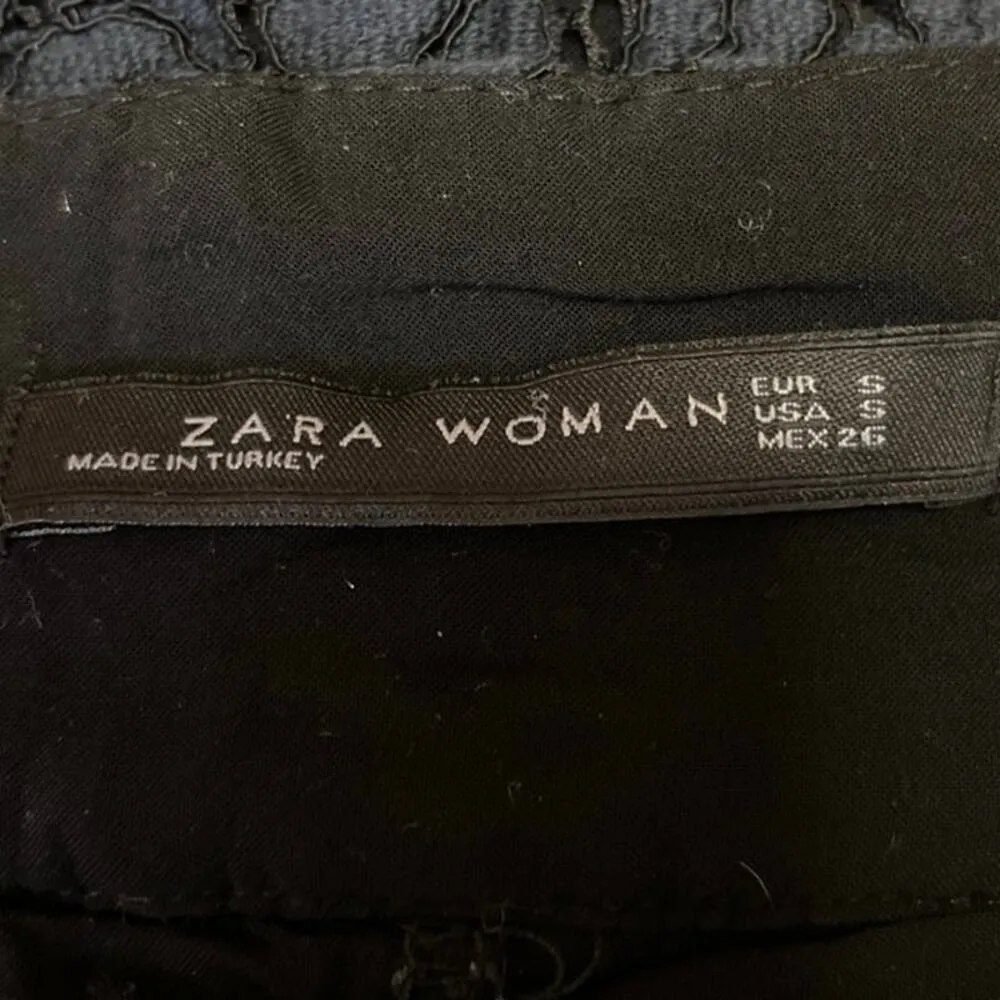 ZARA WOMAN
MADE IN TURKEY
EUR S
USA S
MEX 26